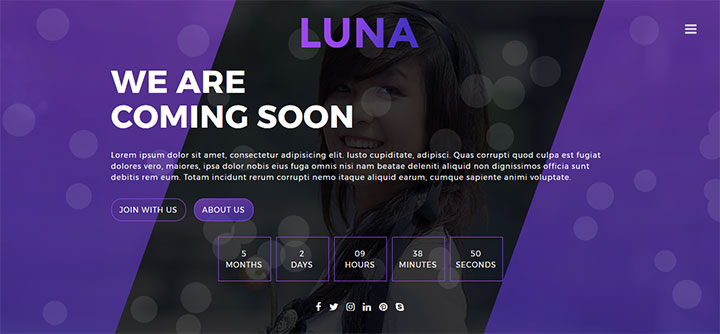 LUNA
WE ARE
COMING SOON
Lorem ipsum dolor sit amet, consectetur adipisicing elit. Iusto cupiditate, adipisci. Quas corrupti quod culpa est fugiat
dolores vero, maiores, ipsa dolor nobis eius fuga omnis nisi nam beatae deleniti aliquid non dignissimos officia sunt
debitis rem eum. Totam incidunt rerum corrupti nemo itaque aliquid earum, cumque sapiente animi voluptate.
JOIN WITH US ABOUT US
5 2 09 38 50
MONTHS DAYS HOURS MINUTES SECONDS